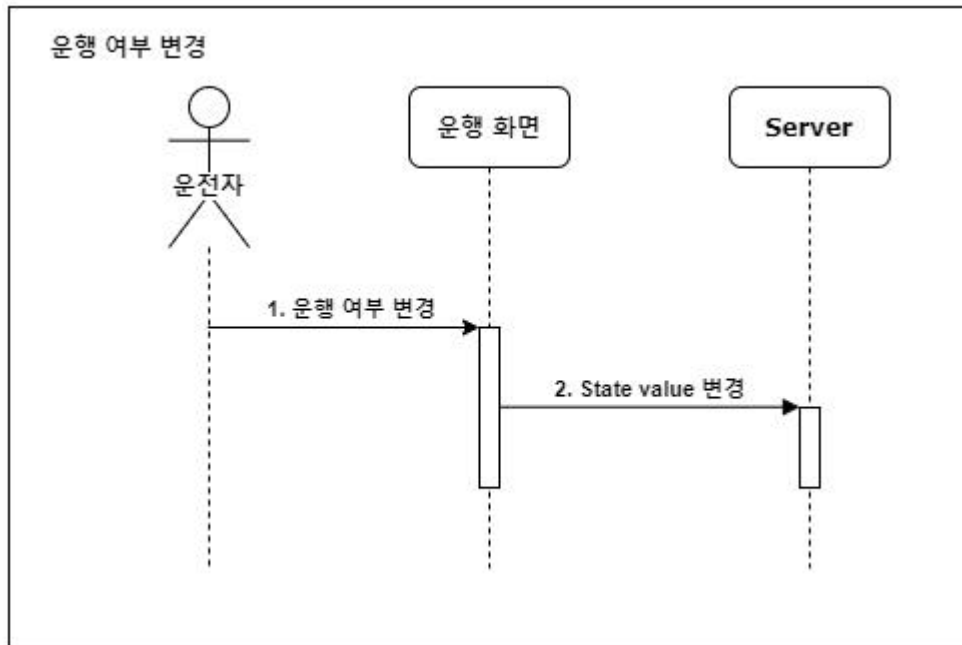 운행 여부 변경
운행 화면
Server
운전자
1. 운행 여부 변경
2. State value 변경